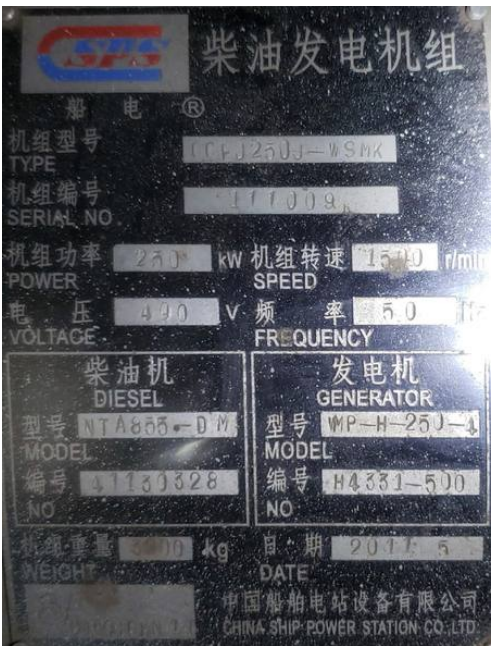 SPS 柴油发电机组
船 电 ®
机组型号 CCFJ250J-WSMK
TYPE
机组编号 111009
SERIAL NO.
机组功率 250 kW 机组转速 1500 r/min
POWER SPEED
电 压 400 V 频 率 50 Hz
VOLTAGE FREQUENCY
柴油机
DIESEL
型号 NTA855-DM
MODEL
编号 41130328
NO
发电机
GENERATOR
型号 WMP-H-250-4
MODEL
编号 H4331-500
NO.
机组重量 kg 日 期 2011 5
WEIGHT DATE
中国船舶电站设备有限公司
CHINA SHIP POWER STATION CO. LTD.